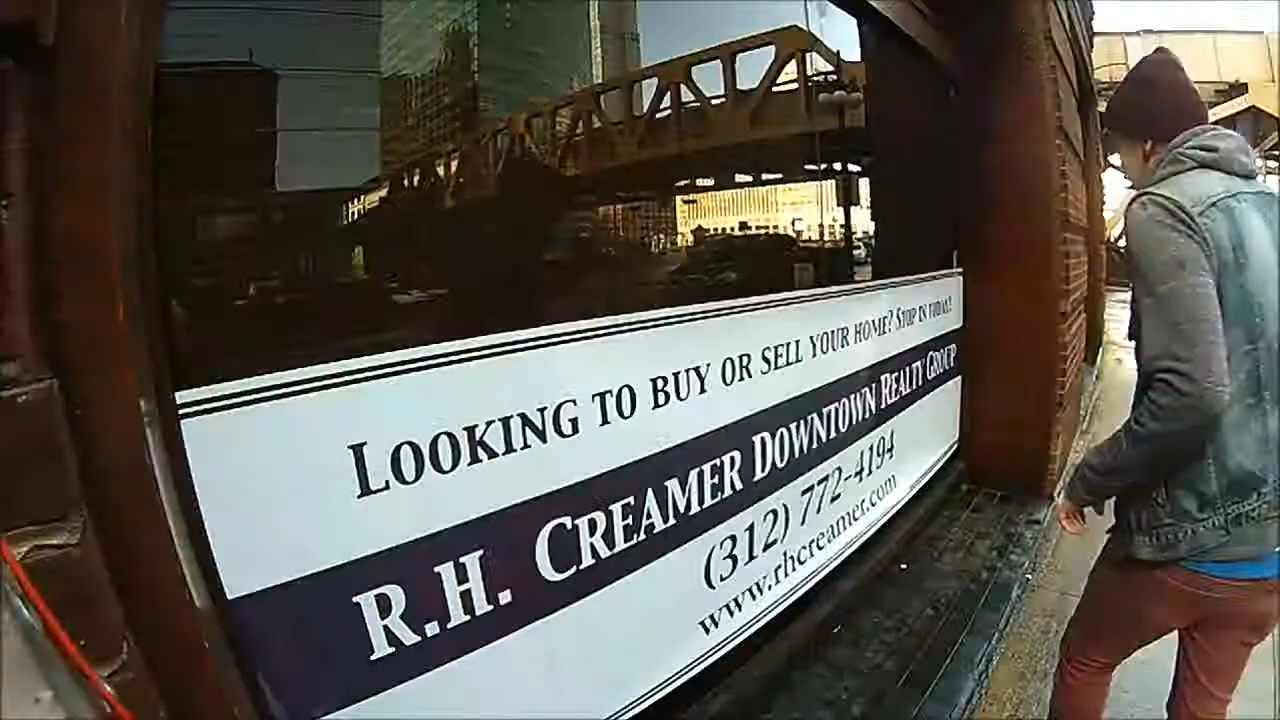 LOOKING TO BUY OR SELL YOUR HOME? STOP IN TODAY!
R.H. CREAMER DOWNTOWN REALTY GROUP
(312) 772-4194
www.rhcreamer.com